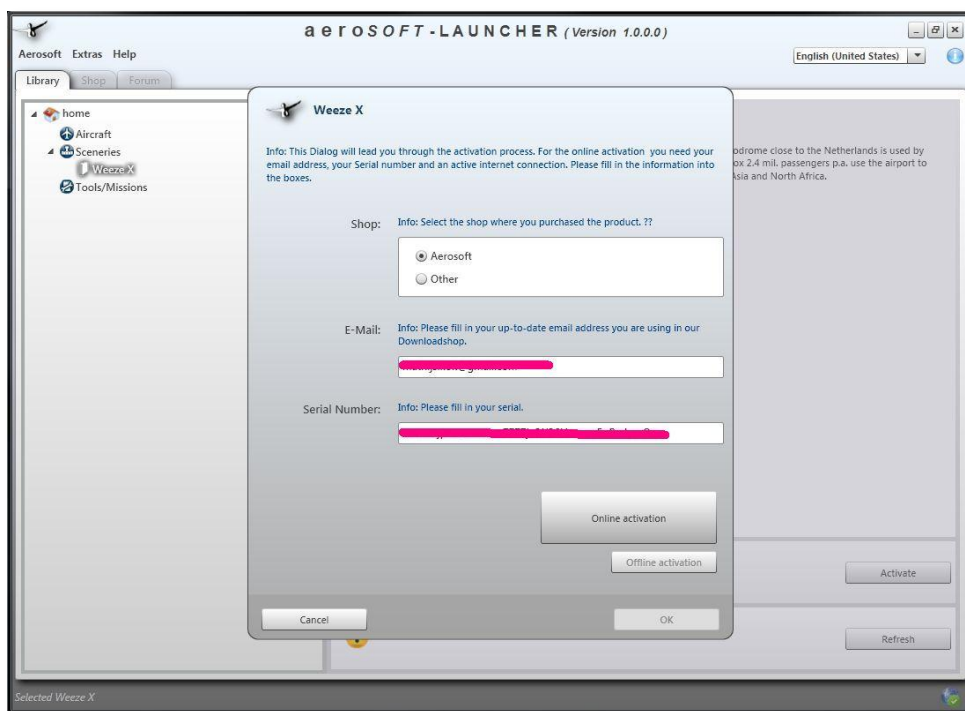 aeroSOFT-LAUNCHER (Version 1.0.0.0)
Aerosoft Extras Help
English (United States)
Library Shop Forum
home
Aircraft
Sceneries
Weeze X
Tools/Missions
Weeze X
Info: This Dialog will lead you through the activation process. For the online activation you need your
email address, your Serial number and an active internet connection. Please fill in the information into
the boxes.
Shop:
Info: Select the shop where you purchased the product. ??
Aerosoft
Other
E-Mail:
Info: Please fill in your up-to-date email address you are using in our
Downloadshop.
Serial Number:
Info: Please fill in your serial.
Online activation
Offline activation
Cancel
OK
odrome close to the Netherlands is used by
ox 2.4 mil. passengers p.a. use the airport to
Asia and North Africa.
Activate
Refresh
Selected Weeze X